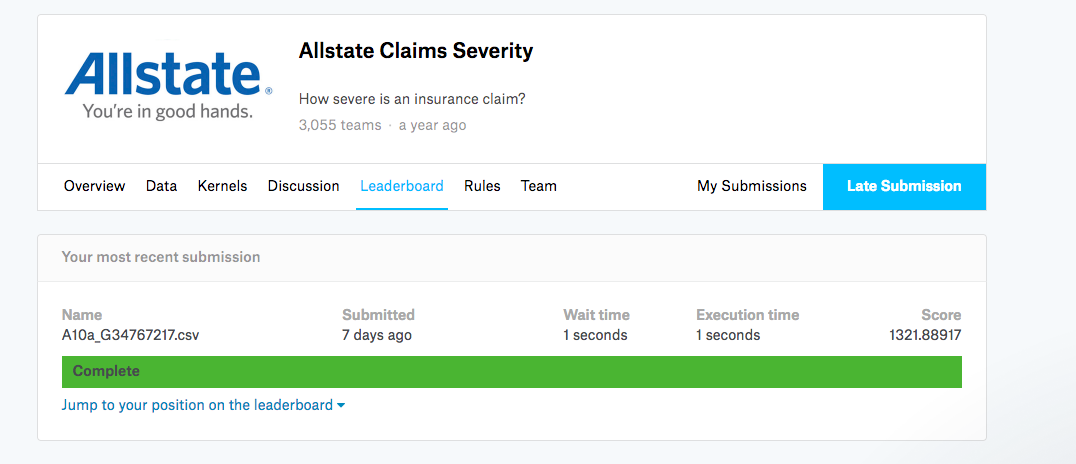 Allstate Claims Severity
Allstate®
You're in good hands.
How severe is an insurance claim?
3,055 teams · a year ago
Overview Data Kernels Discussion Leaderboard Rules Team My Submissions Late Submission
Your most recent submission
Name Submitted Wait time Execution time Score
A10a_G34767217.csv 7 days ago 1 seconds 1 seconds 1321.88917
Complete
Jump to your position on the leaderboard